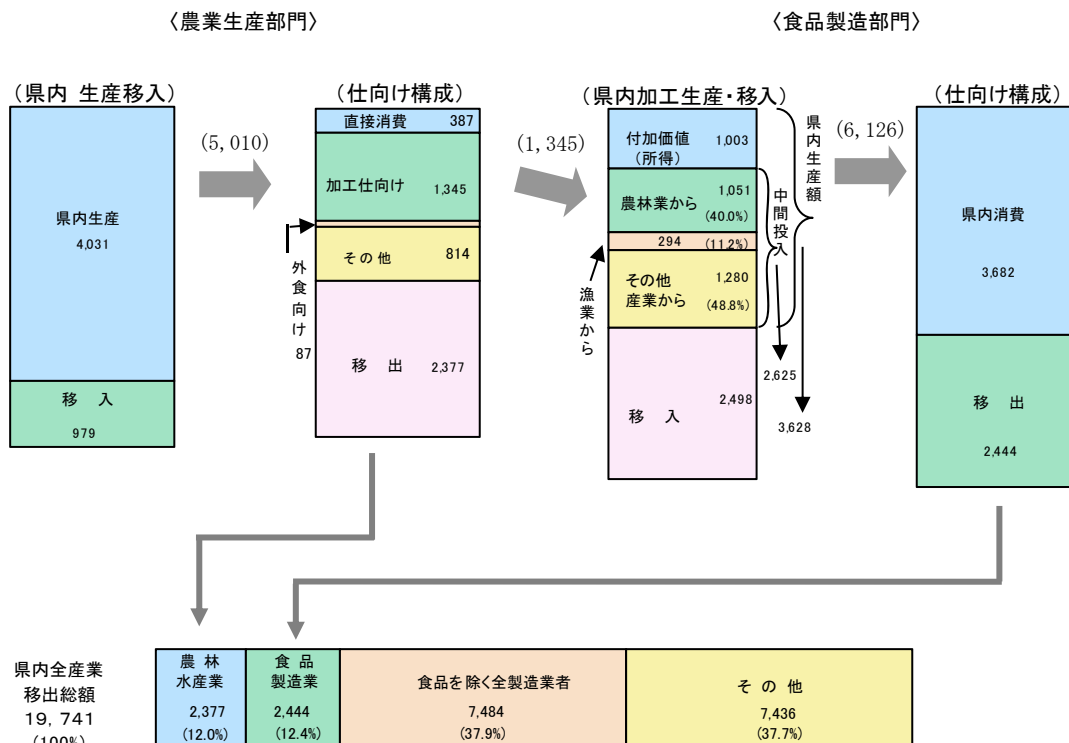 〈農業生産部門〉
〈食品製造部門〉
(県内 生産移入)
県内生産
4,031
移 入
979
(5,010)
(仕向け構成)
直接消費 387
加工仕向け 1,345
その他 814
移 出 2,377
外食向け
87
(1,345)
(県内加工生産・移入)
付加価値
(所得)
1,003
農林業から
1,051
(40.0%)
294 (11.2%)
その他
産業から
1,280
(48.8%)
移 入
2,498
漁業から
中間投入
県内生産額
2,625
3,628
(6,126)
(仕向け構成)
県内消費
3,682
移 出
2,444
県内全産業
移出総額
19,741
(100%)
農 林
水産業
2,377
(12.0%)
食 品
製造業
2,444
(12.4%)
食品を除く全製造業者
7,484
(37.9%)
そ の 他
7,436
(37.7%)